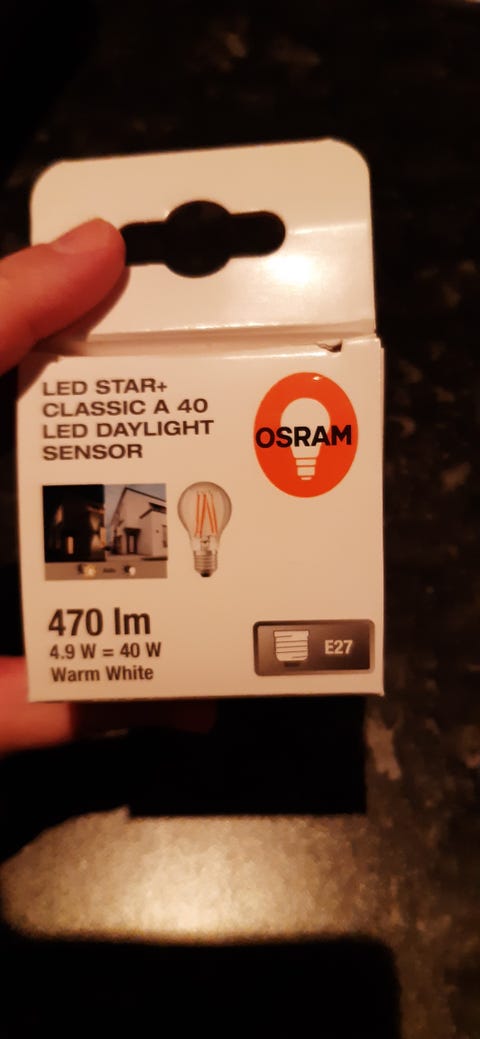 LED STAR+
CLASSIC A 40
LED DAYLIGHT
SENSOR
OSRAM
470 lm
4.9 W = 40 W
Warm White
E27